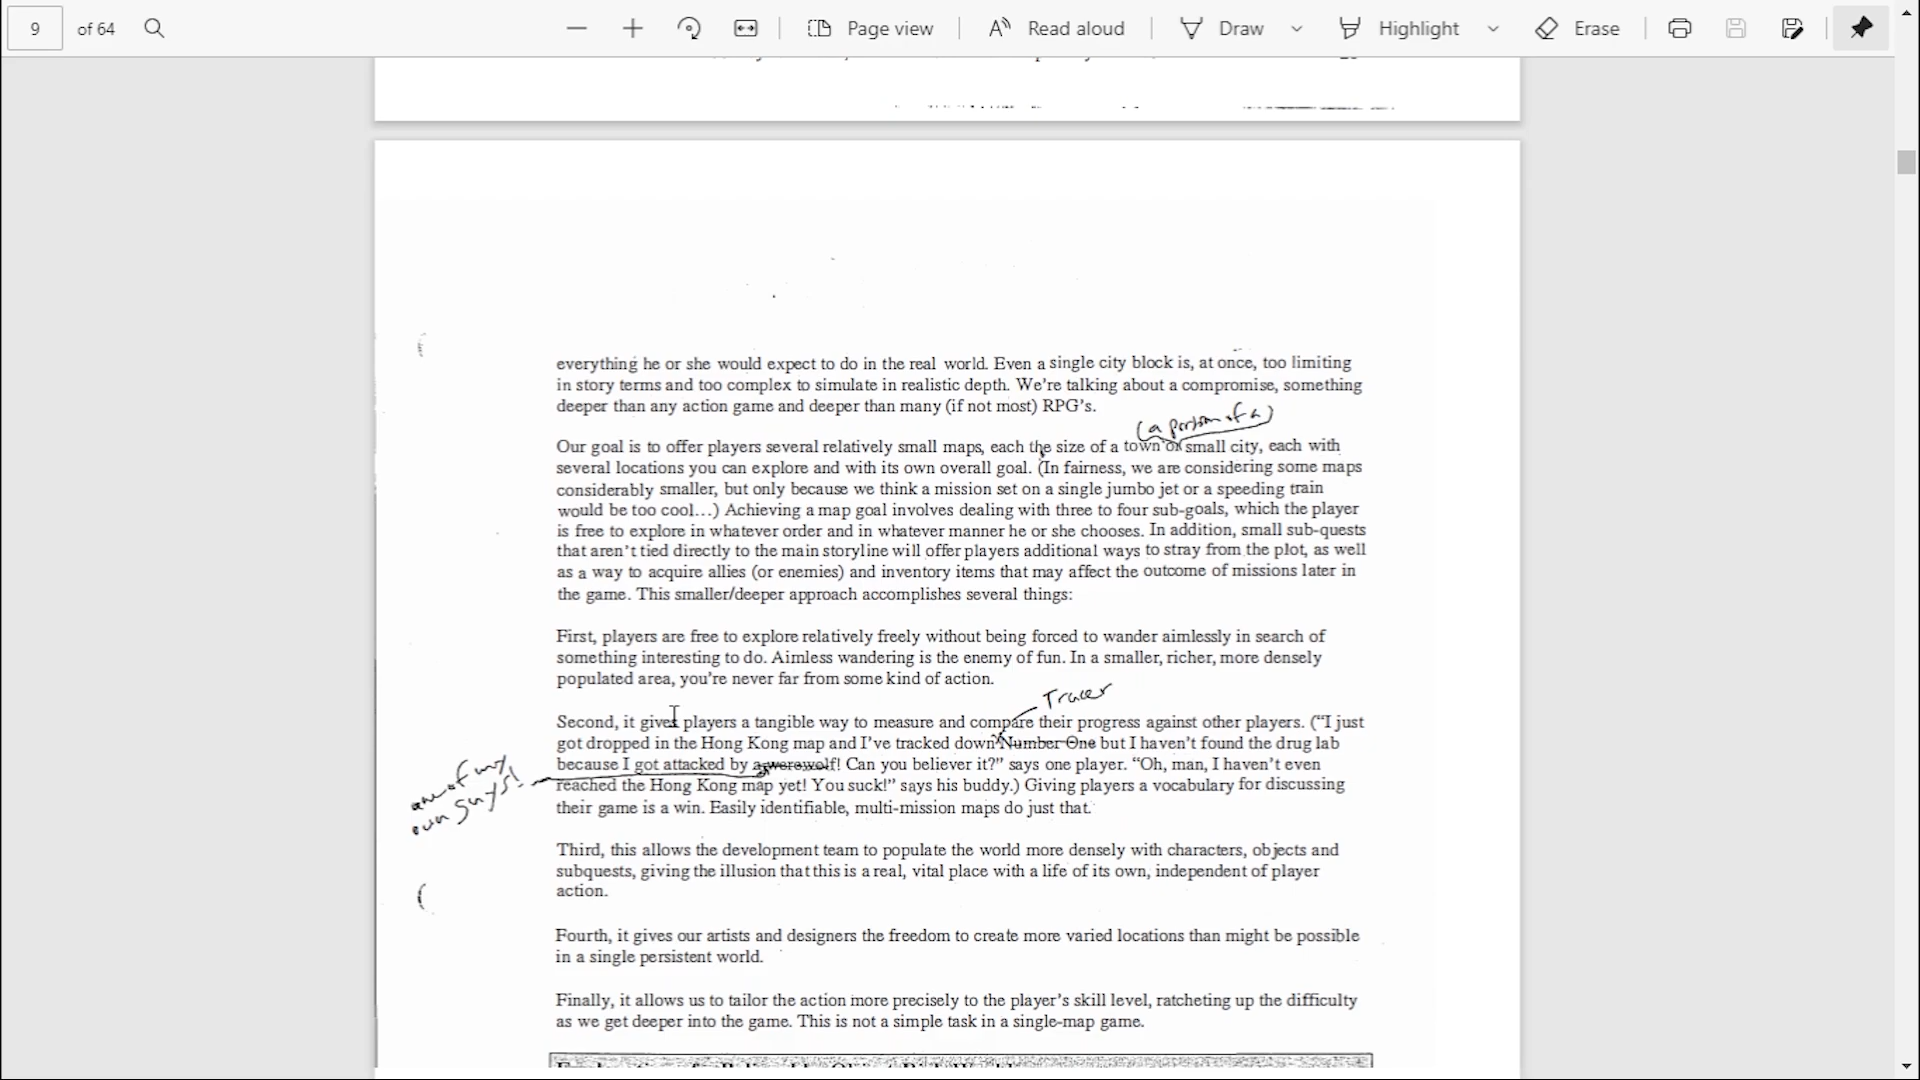 9 of 64 Page view Read aloud Draw Highlight Erase
everything he or she would expect to do in the real world. Even a single city block is, at once, too limiting
in story terms and too complex to simulate in realistic depth. We're talking about a compromise, something
deeper than any action game and deeper than many (if not most) RPG's.
(a portion of a)
Our goal is to offer players several relatively small maps, each the size of a town or small city, each with
several locations you can explore and with its own overall goal. (In fairness, we are considering some maps
considerably smaller, but only because we think a mission set on a single jumbo jet or a speeding train
would be too cool…) Achieving a map goal involves dealing with three to four sub-goals, which the player
is free to explore in whatever order and in whatever manner he or she chooses. In addition, small sub-quests
that aren't tied directly to the main storyline will offer players additional ways to stray from the plot, as well
as a way to acquire allies (or enemies) and inventory items that may affect the outcome of missions later in
the game. This smaller/deeper approach accomplishes several things:
First, players are free to explore relatively freely without being forced to wander aimlessly in search of
something interesting to do. Aimless wandering is the enemy of fun. In a smaller, richer, more densely
populated area, you're never far from some kind of action.
Tracer
Second, it gives players a tangible way to measure and compare their progress against other players. ("I just
got dropped in the Hong Kong map and I've tracked down Number One but I haven't found the drug lab
because I got attacked by a werewolf! Can you believer it?" says one player. "Oh, man, I haven't even
one of my
own guys!
reached the Hong Kong map yet! You suck!" says his buddy.) Giving players a vocabulary for discussing
their game is a win. Easily identifiable, multi-mission maps do just that.
Third, this allows the development team to populate the world more densely with characters, objects and
subquests, giving the illusion that this is a real, vital place with a life of its own, independent of player
action.
Fourth, it gives our artists and designers the freedom to create more varied locations than might be possible
in a single persistent world.
Finally, it allows us to tailor the action more precisely to the player's skill level, ratcheting up the difficulty
as we get deeper into the game. This is not a simple task in a single-map game.